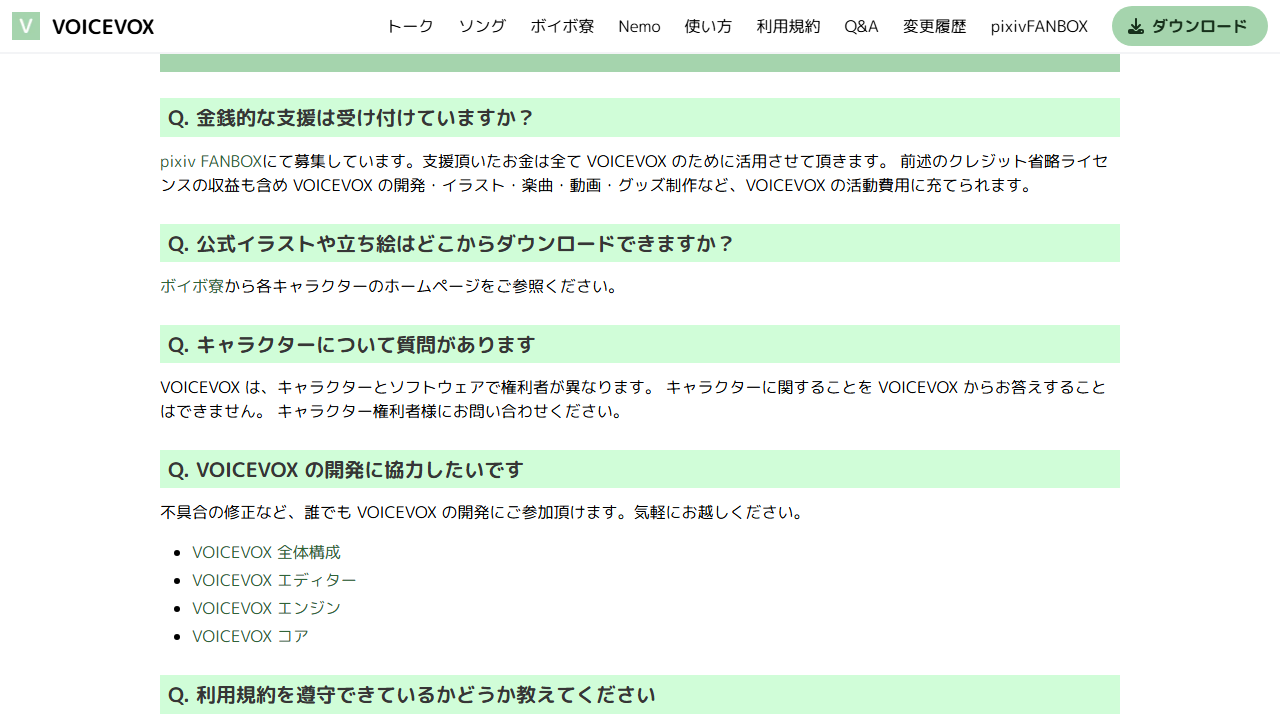 V VOICEVOX トーク ソング ボイボ寮 Nemo 使い方 利用規約 Q&A 変更履歴 pixivFANBOX ダウンロード
Q. 金銭的な支援は受け付けていますか？
pixiv FANBOXにて募集しています。支援頂いたお金は全て VOICEVOX のために活用させて頂きます。 前述のクレジット省略ライセ
ンスの収益も含め VOICEVOX の開発・イラスト・楽曲・動画・グッズ制作など、VOICEVOX の活動費用に充てられます。
Q. 公式イラストや立ち絵はどこからダウンロードできますか？
ボイボ寮から各キャラクターのホームページをご参照ください。
Q. キャラクターについて質問があります
VOICEVOX は、キャラクターとソフトウェアで権利者が異なります。 キャラクターに関することを VOICEVOX からお答えすること
はできません。 キャラクター権利者様にお問い合わせください。
Q. VOICEVOX の開発に協力したいです
不具合の修正など、誰でも VOICEVOX の開発にご参加頂けます。気軽にお越しください。
VOICEVOX 全体構成
VOICEVOX エディター
VOICEVOX エンジン
VOICEVOX コア
Q. 利用規約を遵守できているかどうか教えてください